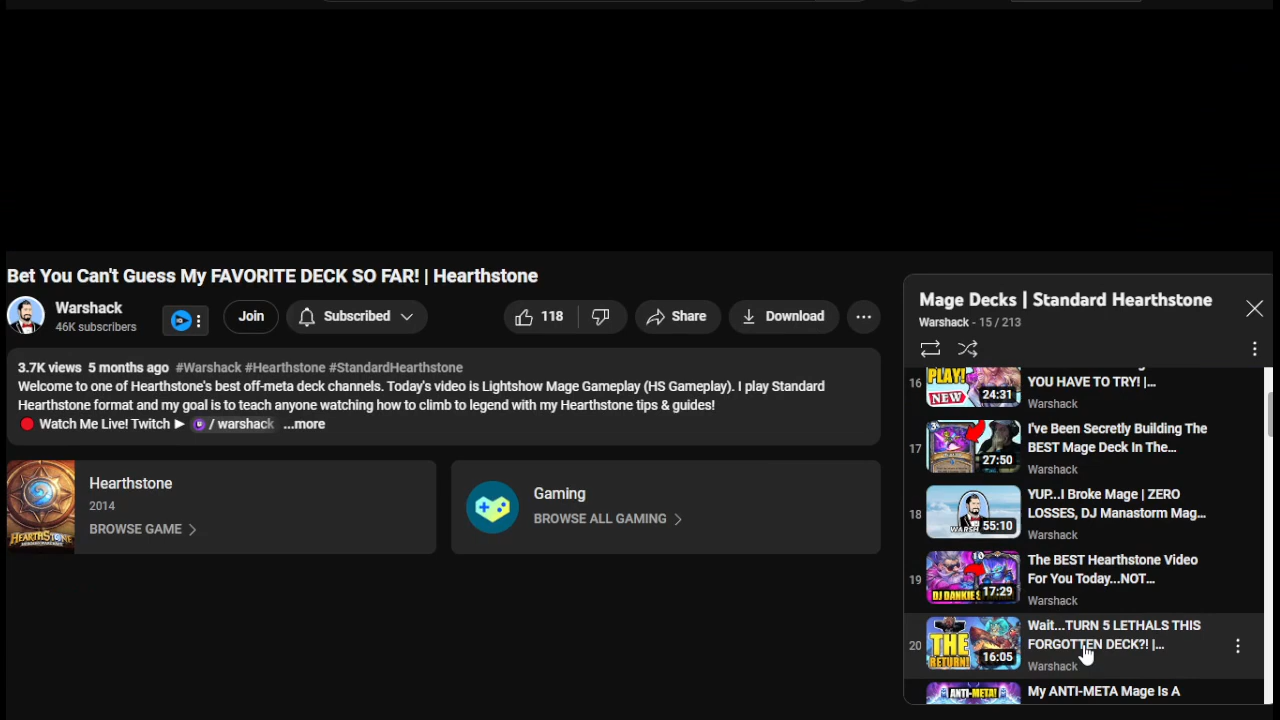 Bet You Can't Guess My FAVORITE DECK SO FAR! | Hearthstone
Warshack
46K subscribers
Join
Subscribed
118
Share
Download
3.7K views 5 months ago #Warshack #Hearthstone #StandardHearthstone
Welcome to one of Hearthstone's best off-meta deck channels. Today's video is Lightshow Mage Gameplay (HS Gameplay). I play Standard
Hearthstone format and my goal is to teach anyone watching how to climb to legend with my Hearthstone tips & guides!
Watch Me Live! Twitch ▶ / warshack ...more
HEARTHSTONE
Hearthstone
2014
BROWSE GAME
Gaming
BROWSE ALL GAMING
Mage Decks | Standard Hearthstone
Warshack - 15 / 213
16
PLAY!
NEW
24:31
YOU HAVE TO TRY! |...
Warshack
17
27:50
I've Been Secretly Building The
BEST Mage Deck In The...
Warshack
18
WARSH
55:10
YUP...I Broke Mage | ZERO
LOSSES, DJ Manastorm Mag...
Warshack
19
10
DJ DANKIE
17:29
The BEST Hearthstone Video
For You Today...NOT...
Warshack
20
THE
RETURN!
16:05
Wait...TURN 5 LETHALS THIS
FORGOTTEN DECK?! |...
Warshack
ANTI-META!
My ANTI-META Mage Is A